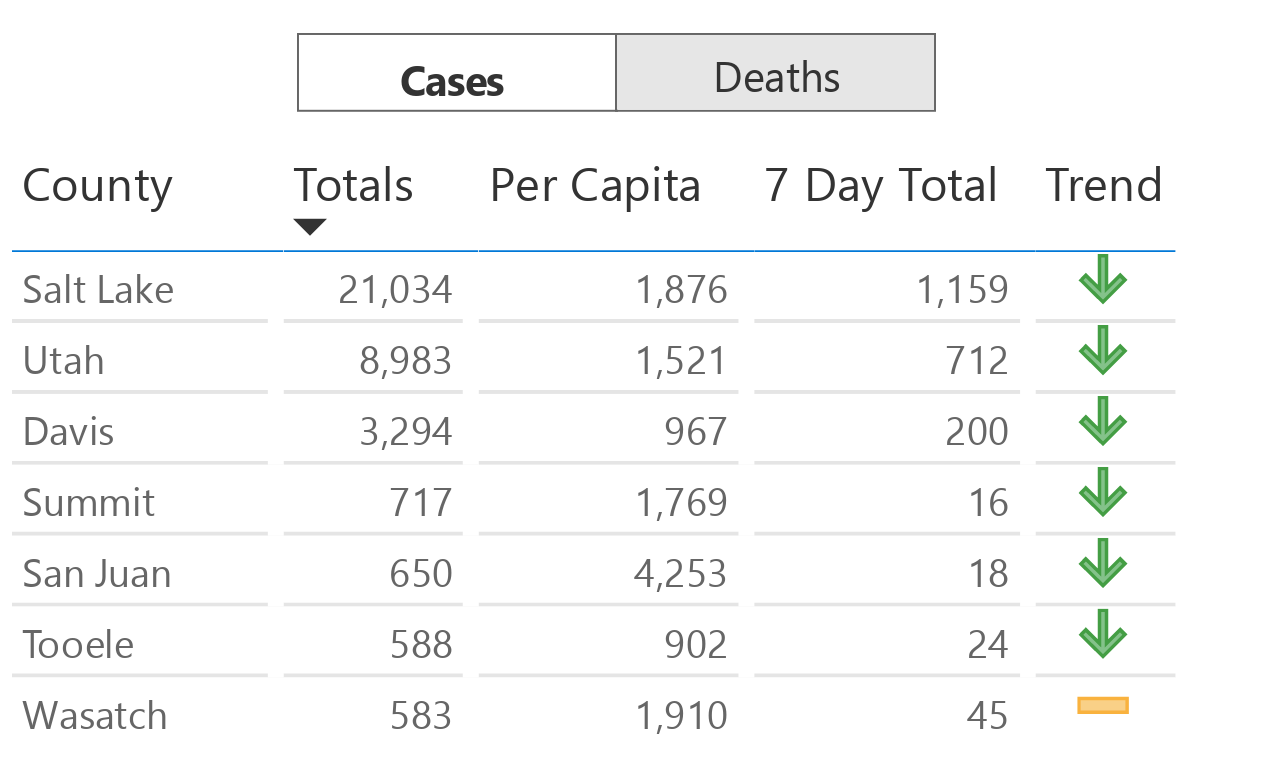 Cases Deaths
County Totals Per Capita 7 Day Total Trend
Salt Lake 21,034 1,876 1,159
Utah 8,983 1,521 712
Davis 3,294 967 200
Summit 717 1,769 16
San Juan 650 4,253 18
Tooele 588 902 24
Wasatch 583 1,910 45